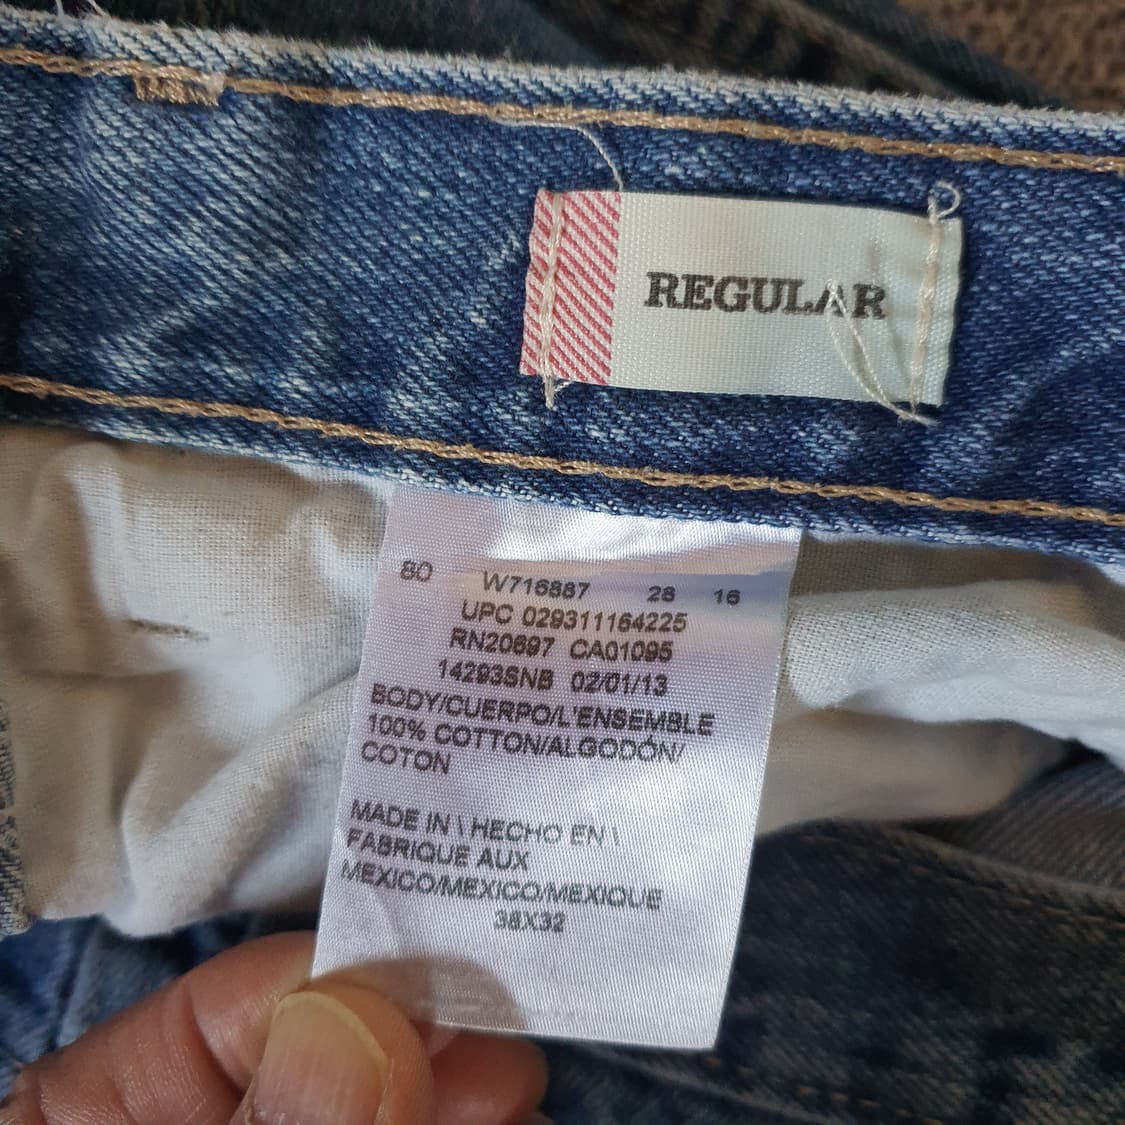 REGULAR
80 W716887 28 16
UPC 029311164225
RN20697 CA01095
14293SNB 02/01/13
BODY/CUERPO/L'ENSEMBLE
100% COTTON/ALGODÓN/
COTON
MADE IN \ HECHO EN \
FABRIQUE AUX
MEXICO/MEXICO/MEXIQUE
38X32